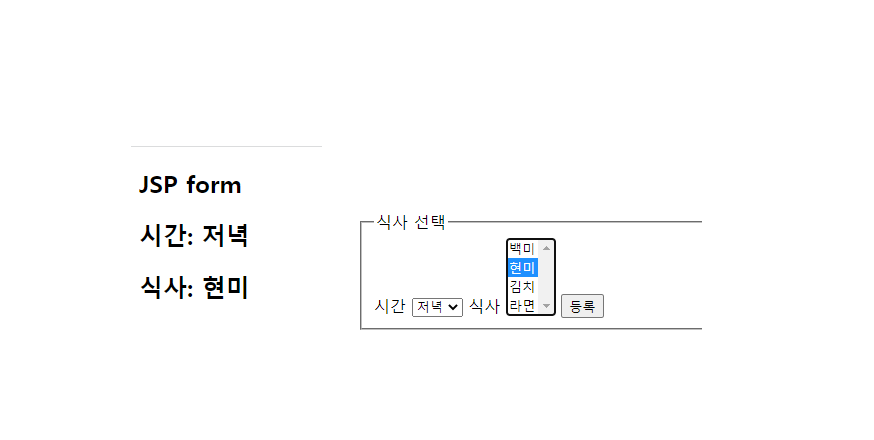 JSP form
시간: 저녁
식사: 현미
식사 선택
백미
현미
김치
라면
시간 저녁 식사 등록